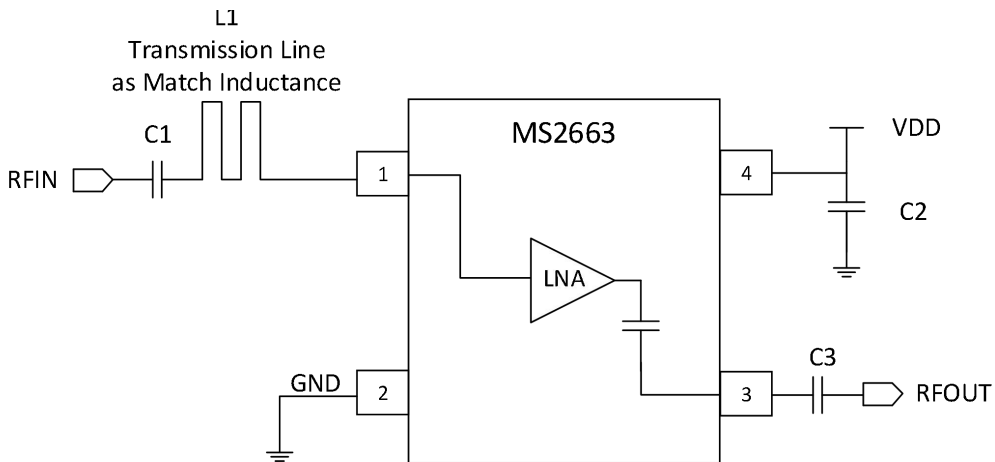 L1
Transmission Line
as Match Inductance
C1
RFIN
MS2663
1
4
VDD
C2
LNA
GND
2
3
C3
RFOUT